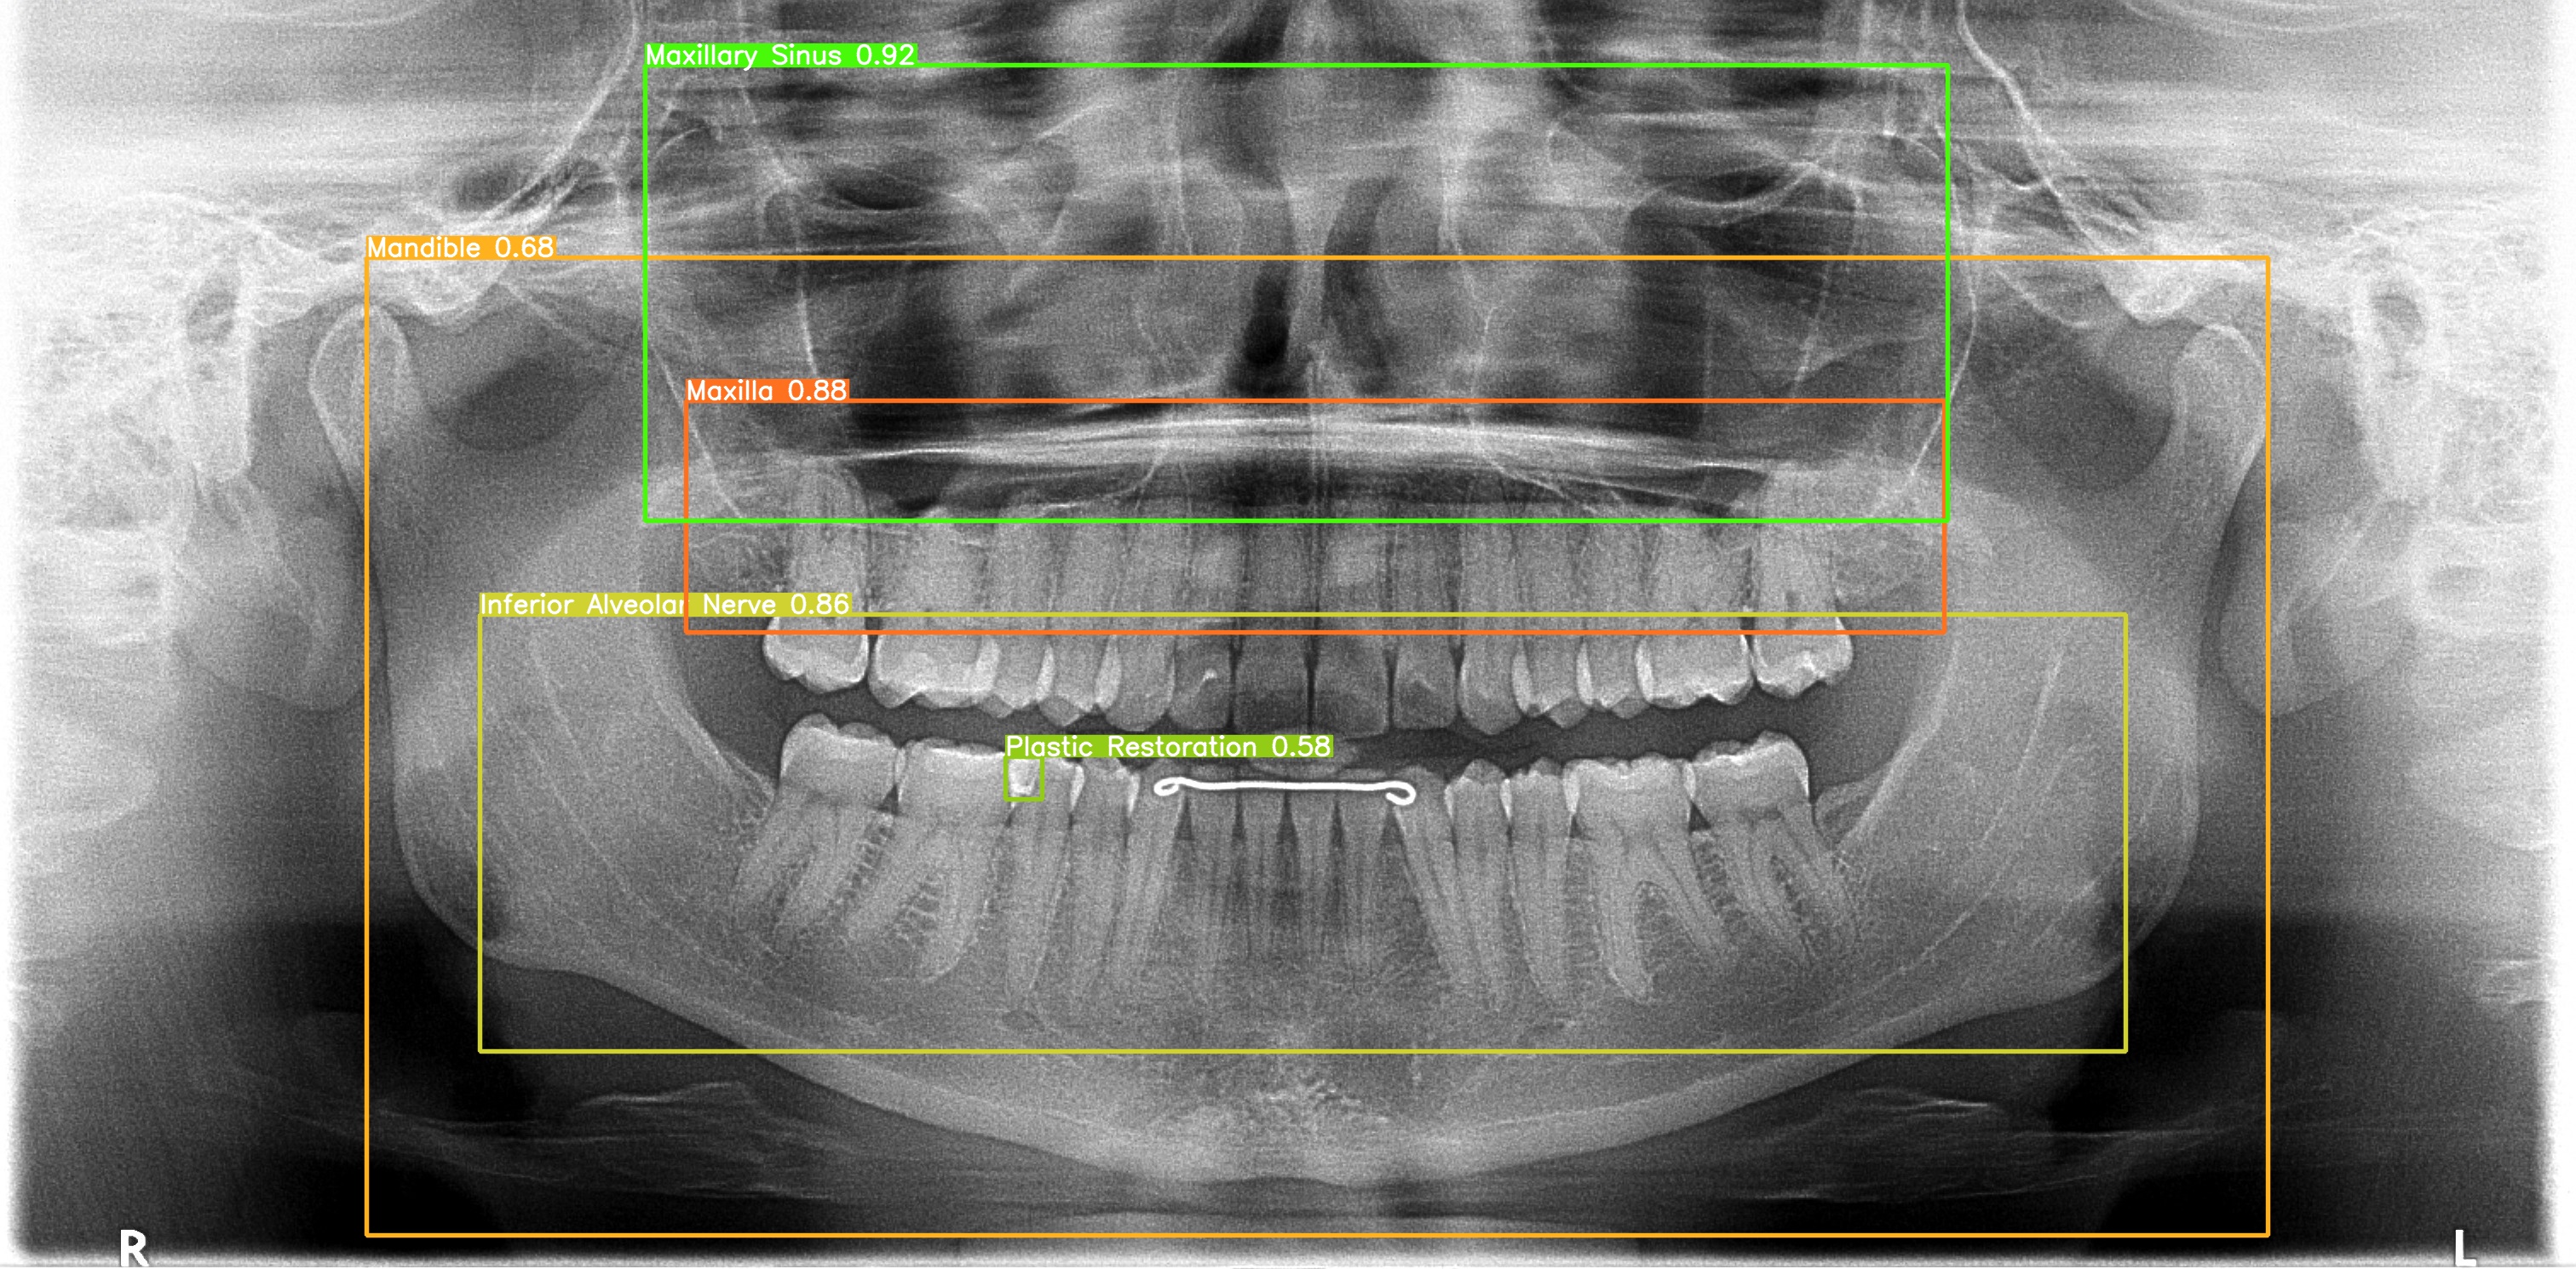 Maxillary Sinus 0.92
Mandible 0.68
Maxilla 0.88
Inferior Alveolar Nerve 0.86
Plastic Restoration 0.58
R
L